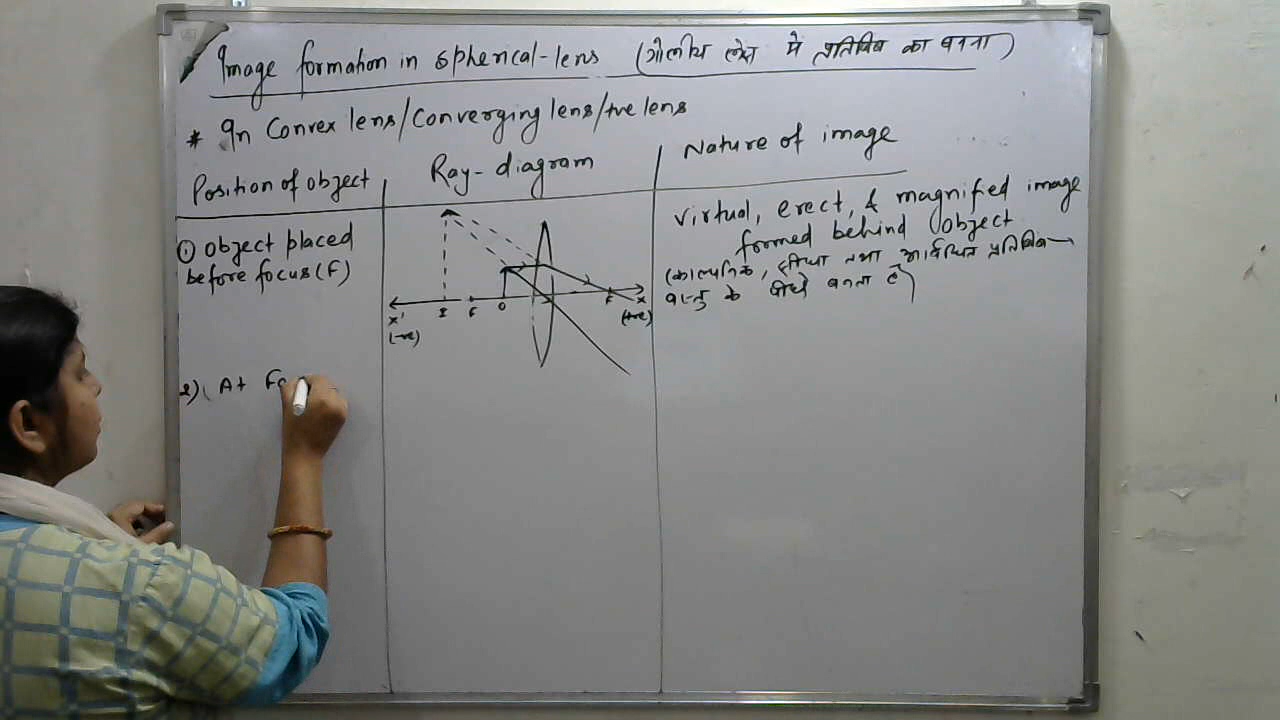 Image formation in spherical-lens (गोलीय लेंस में प्रतिबिंब का बनना)
* In Convex lens/Converging lens/+ve lens
Position of object
Ray-diagram
Nature of image
① Object placed
before focus(F)
Virtual, erect, & magnified image
formed behind object
(काल्पनिक, सीधा तथा आवर्धित प्रतिबिंब
वस्तु के पीछे बनता है)
X' I F O F X
(-ve) (+ve)
2) At Fo